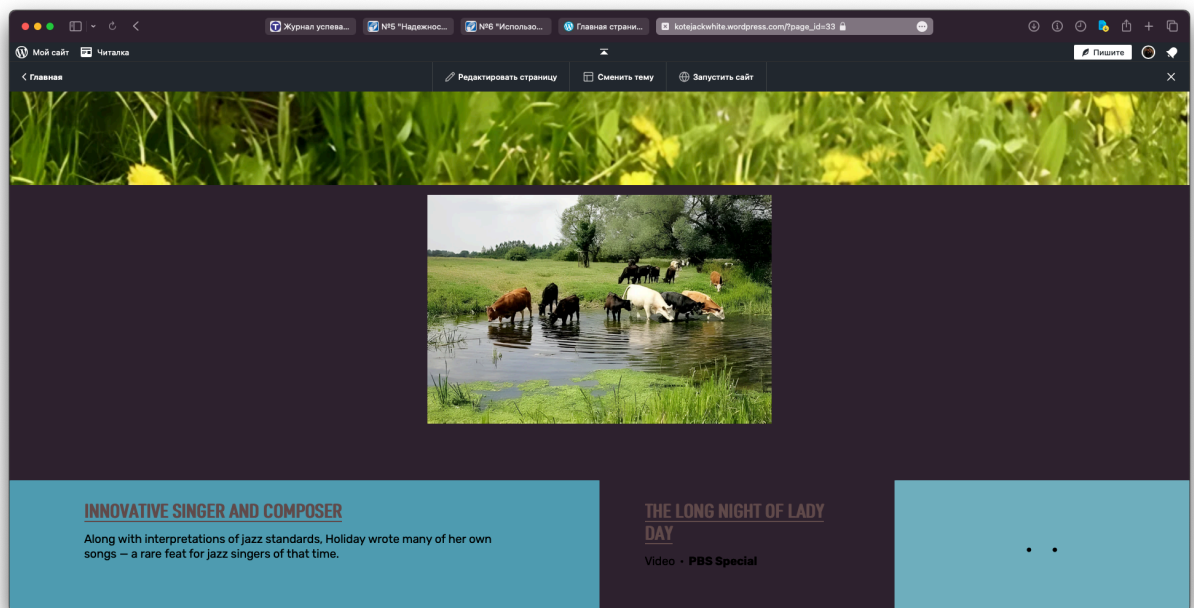 Журнал успева...
№5 "Надежнос...
№6 "Использо...
Главная страни...
kotejackwhite.wordpress.com/?page_id=33
Мой сайт
Читалка
Пишите
Главная
Редактировать страницу
Сменить тему
Запустить сайт
INNOVATIVE SINGER AND COMPOSER
Along with interpretations of jazz standards, Holiday wrote many of her own
songs — a rare feat for jazz singers of that time.
THE LONG NIGHT OF LADY
DAY
Video • PBS Special